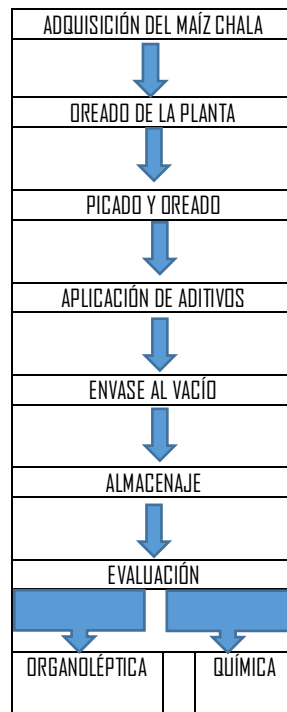 ADQUISICIÓN DEL MAÍZ CHALA
OREADO DE LA PLANTA
PICADO Y OREADO
APLICACIÓN DE ADITIVOS
ENVASE AL VACÍO
ALMACENAJE
EVALUACIÓN
ORGANOLÉPTICA QUÍMICA